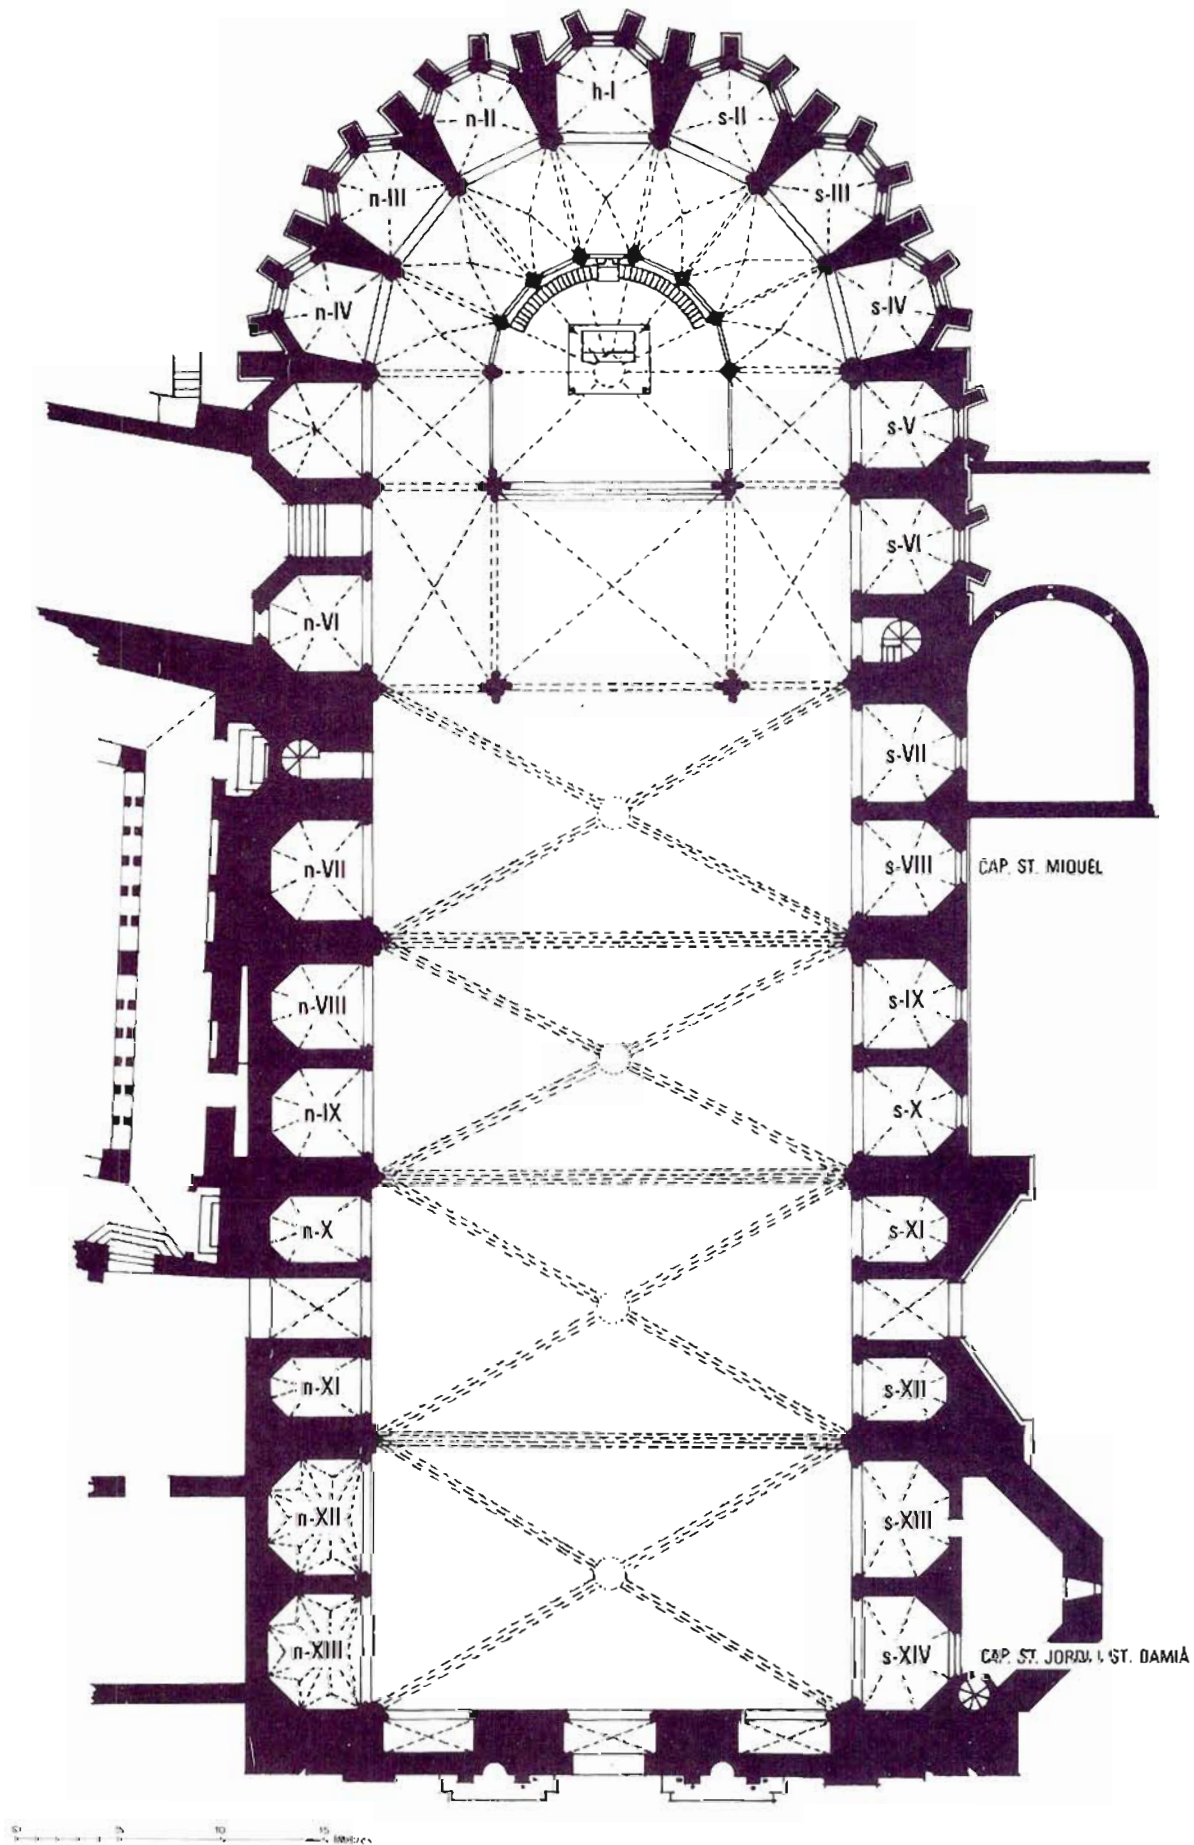 h-I
n-II
s-II
n-III
s-III
n-IV
s-IV
s-V
s-VI
n-VI
s-VII
n-VII
s-VIII
CAP. ST. MIQUEL
n-VIII
s-IX
n-IX
s-X
n-X
s-XI
n-XI
s-XII
n-XII
s-XIII
n-XIII
s-XIV
CAP. ST. JORDI I ST. DAMIÀ
10 15